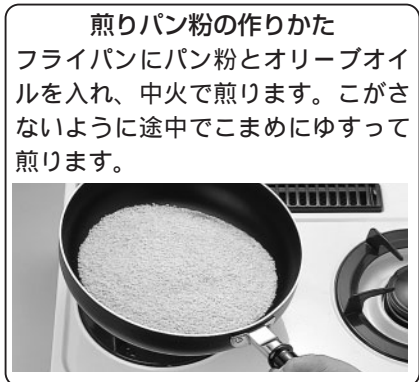 煎りパン粉の作りかた
フライパンにパン粉とオリーブオイ
ルを入れ、中火で煎ります。こがさ
ないように途中でこまめにゆすって
煎ります。